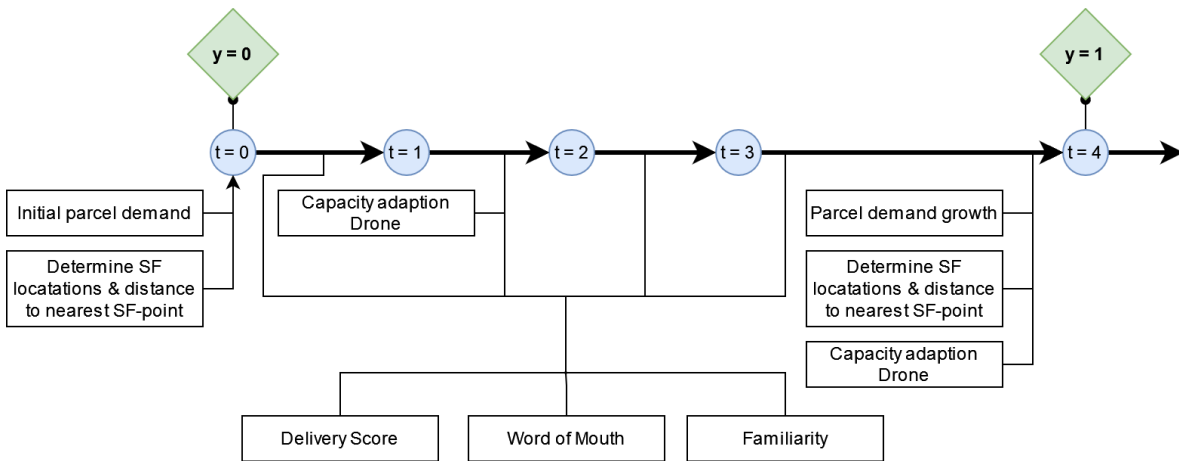 y = 0
y = 1
t = 0
t = 1
t = 2
t = 3
t = 4
Initial parcel demand
Determine SF
locatations & distance
to nearest SF-point
Capacity adaption
Drone
Parcel demand growth
Determine SF
locatations & distance
to nearest SF-point
Capacity adaption
Drone
Delivery Score
Word of Mouth
Familiarity